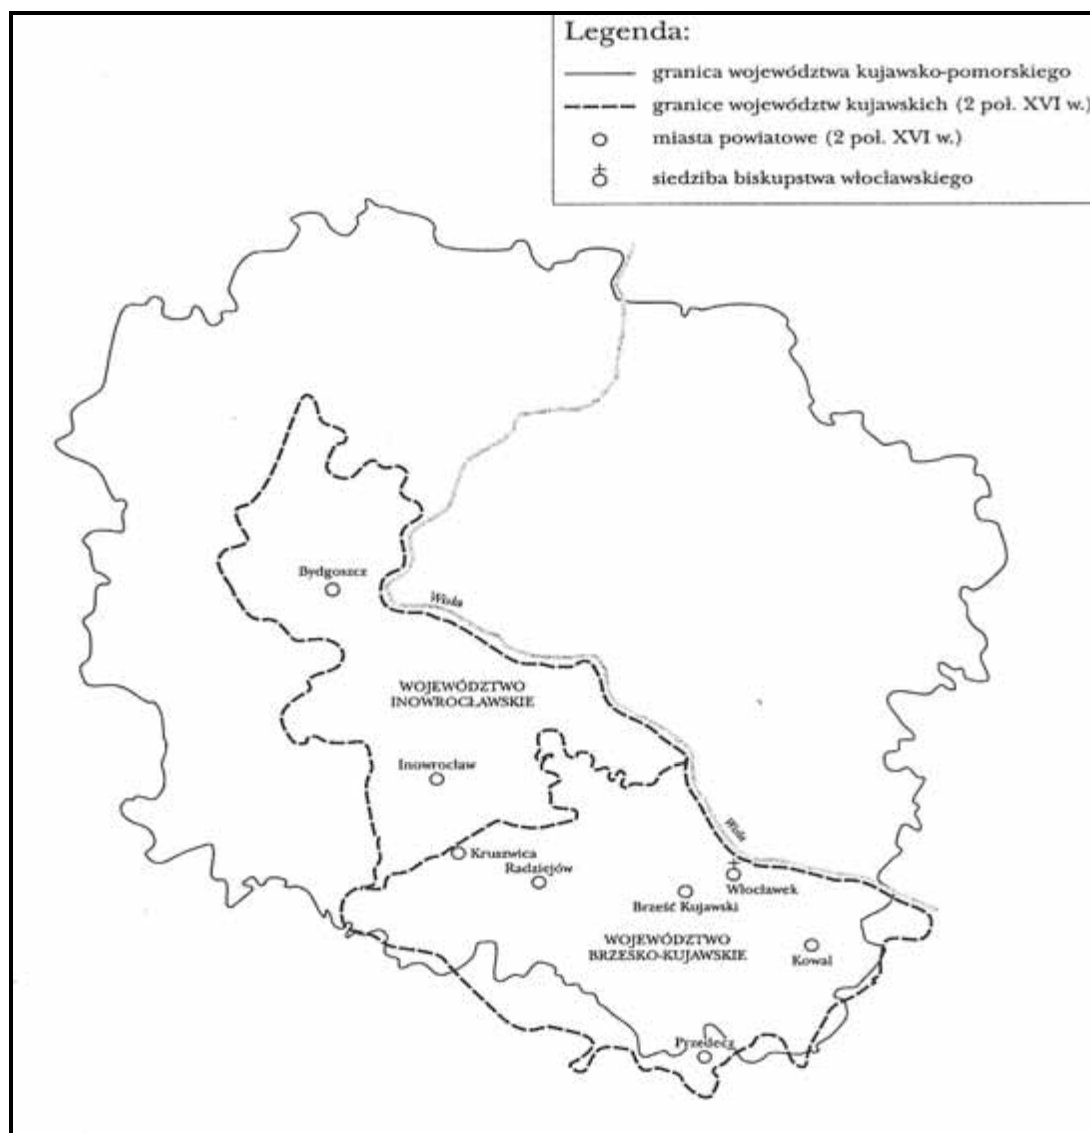 Legenda:
granica województwa kujawsko-pomorskiego
granice województw kujawskich (2 poł. XVI w.)
miasta powiatowe (2 poł. XVI w.)
siedziba biskupstwa włocławskiego
Bydgoszcz
Wisła
WOJEWÓDZTWO
INOWROCŁAWSKIE
Inowrocław
Wisła
Kruszwica
Radziejów
Włocławek
Brześć Kujawski
WOJEWÓDZTWO
BRZESKO-KUJAWSKIE
Kowal
Przedecz